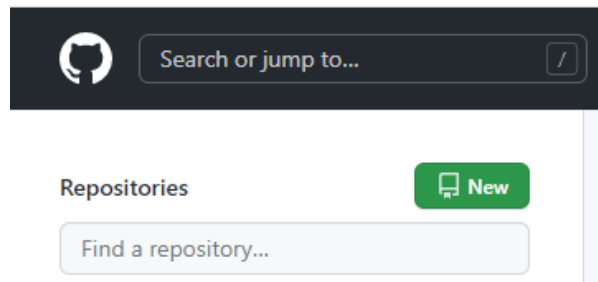 Search or jump to... /
Repositories New
Find a repository...